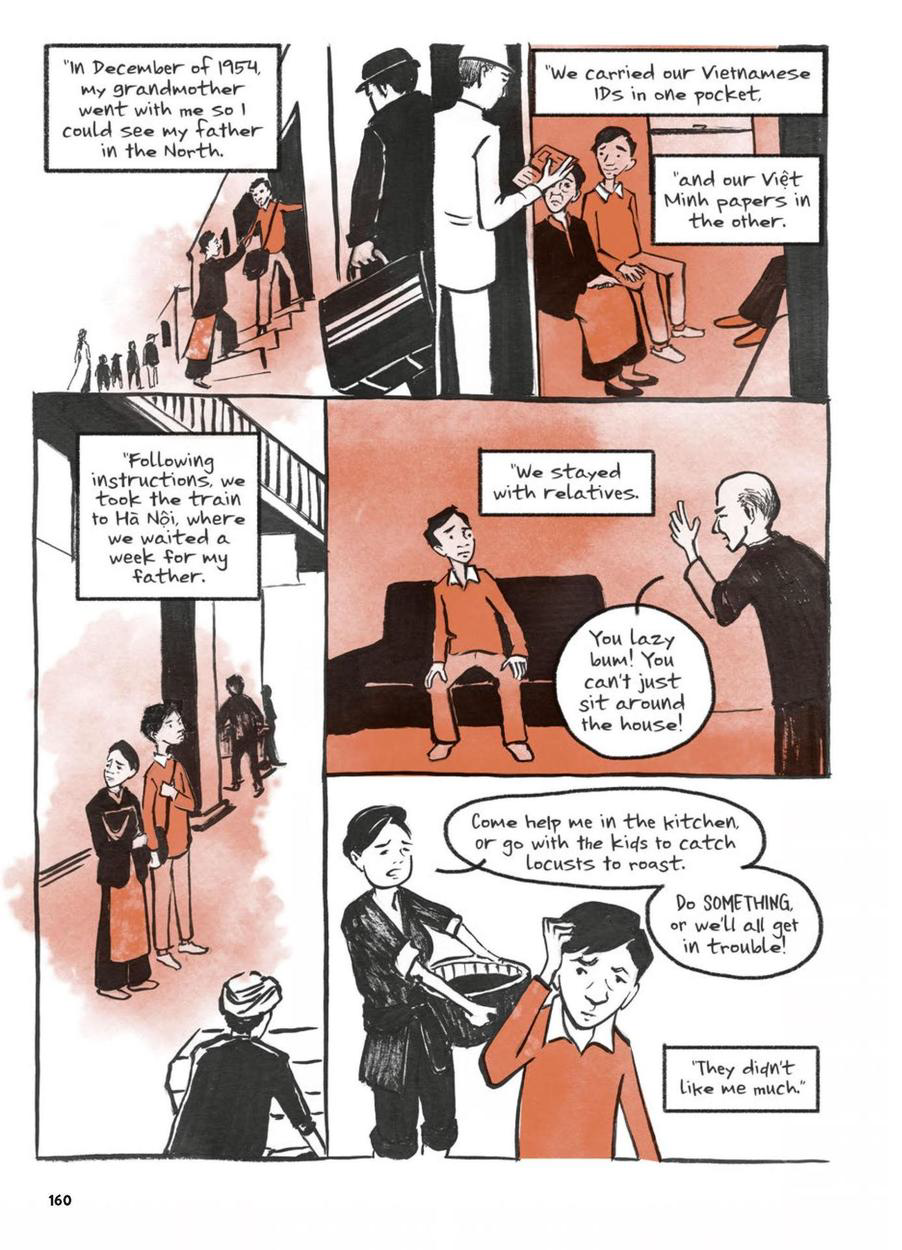 "In December of 1954,
my grandmother
went with me so I
could see my father
in the North.
"We carried our Vietnamese
IDs in one pocket,
"and our Việt
Minh papers in
the other.
"Following
instructions, we
took the train
to Hà Nội, where
we waited a
week for my
father.
"We stayed
with relatives.
You lazy
bum! You
can't just
sit around
the house!
Come help me in the kitchen,
or go with the kids to catch
locusts to roast.
Do SOMETHING,
or we'll all get
in trouble!
"They didn't
like me much."
160